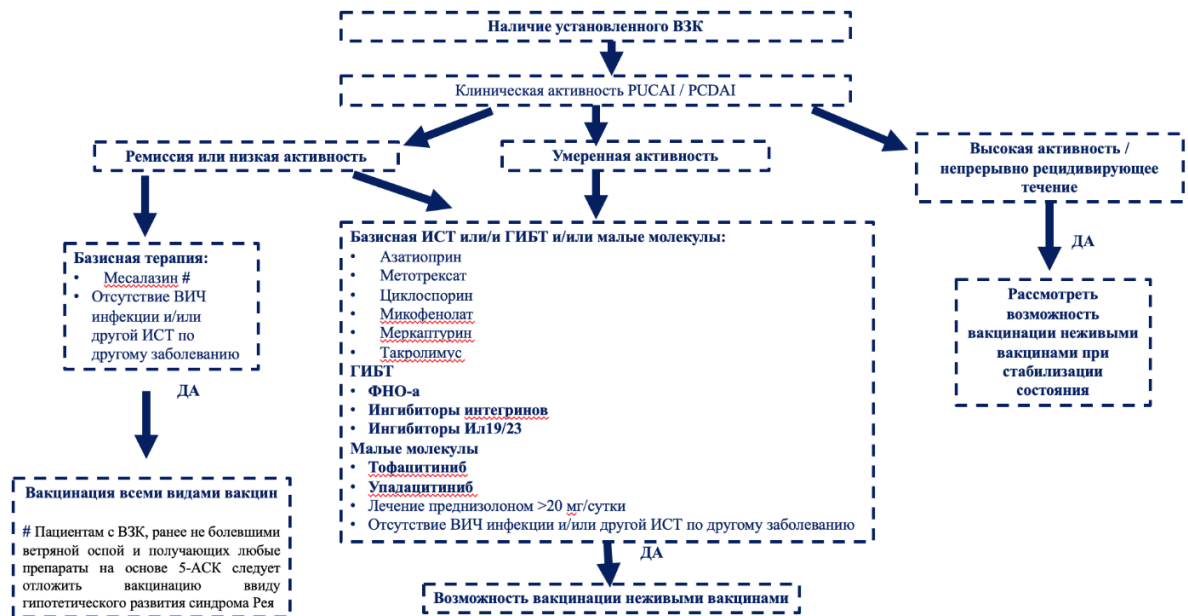 Наличие установленного ВЗК
Клиническая активность PUCAI / PCDAI
Ремиссия или низкая активность
Умеренная активность
Высокая активность /
непрерывно рецидивирующее
течение
Базисная терапия:
• Месалазин #
• Отсутствие ВИЧ
инфекции и/или
другой ИСТ по
другому заболеванию
ДА
Вакцинация всеми видами вакцин
# Пациентам с ВЗК, ранее не болевшими
ветряной оспой и получающих любые
препараты на основе 5-АСК следует
отложить вакцинацию ввиду
гипотетического развития синдрома Рея
Базисная ИСТ или/и ГИБТ и/или малые молекулы:
• Азатиоприн
• Метотрексат
• Циклоспорин
• Микофенолат
• Меркаптурин
• Такролимус
ГИБТ
• ФНО-а
• Ингибиторы интегринов
• Ингибиторы Ил19/23
Малые молекулы
• Тофацитиниб
• Упадацитиниб
• Лечение преднизолоном >20 мг/сутки
• Отсутствие ВИЧ инфекции и/или другой ИСТ по другому заболеванию
ДА
Возможность вакцинации неживыми вакцинами
ДА
Рассмотреть
возможность
вакцинации неживыми
вакцинами при
стабилизации
состояния